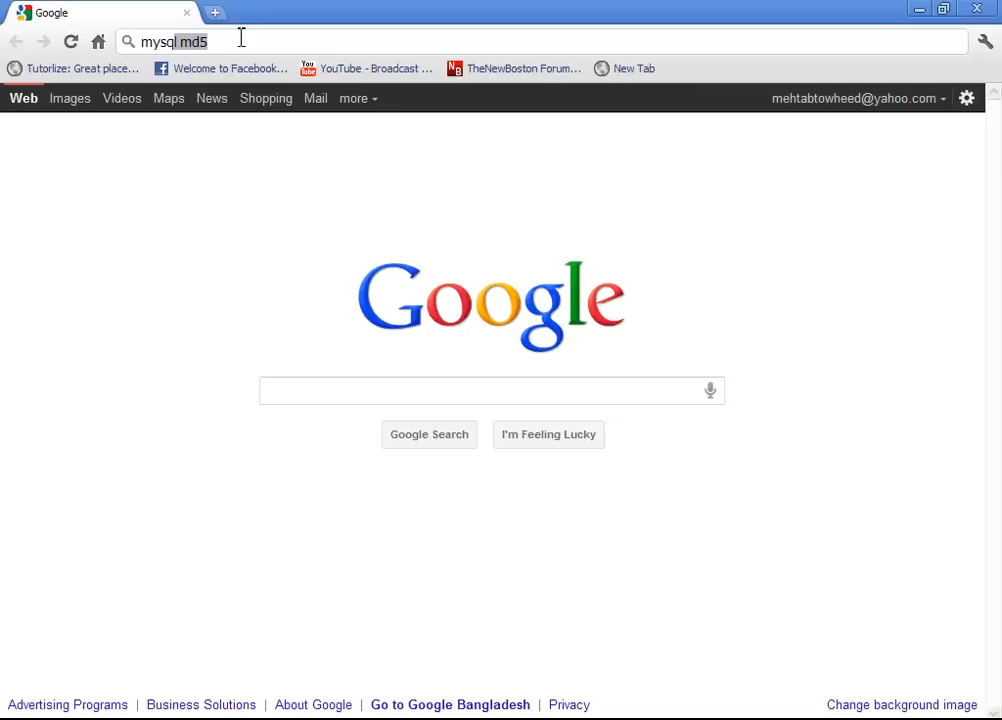 Google
mysql md5
Tutorlize: Great place... Welcome to Facebook... YouTube - Broadcast ... TheNewBoston Forum... New Tab
Web Images Videos Maps News Shopping Mail more mehtabtowheed@yahoo.com
Google
Google Search I'm Feeling Lucky
Advertising Programs | Business Solutions | About Google | Go to Google Bangladesh | Privacy Change background image